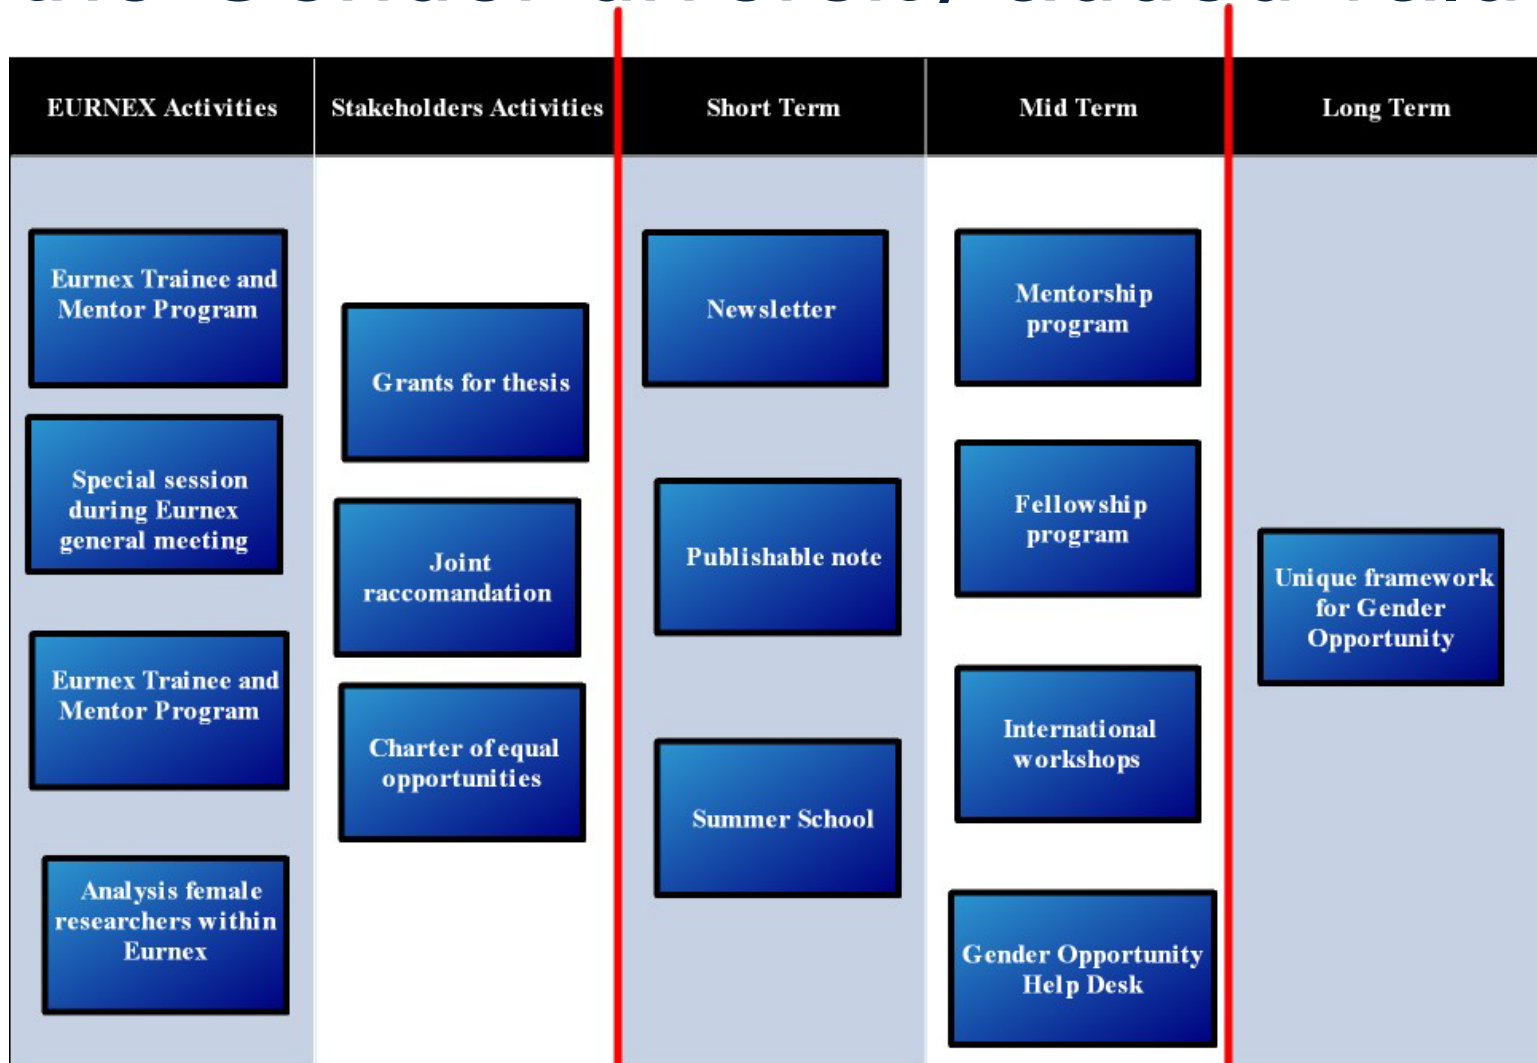 EURNEX Activities
Stakeholders Activities
Short Term
Mid Term
Long Term
Eurnex Trainee and
Mentor Program
Special session
during Eurnex
general meeting
Eurnex Trainee and
Mentor Program
Analysis female
researchers within
Eurnex
Grants for thesis
Joint
raccomandation
Charter of equal
opportunities
Newsletter
Publishable note
Summer School
Mentorship
program
Fellowship
program
International
workshops
Gender Opportunity
Help Desk
Unique framework
for Gender
Opportunity